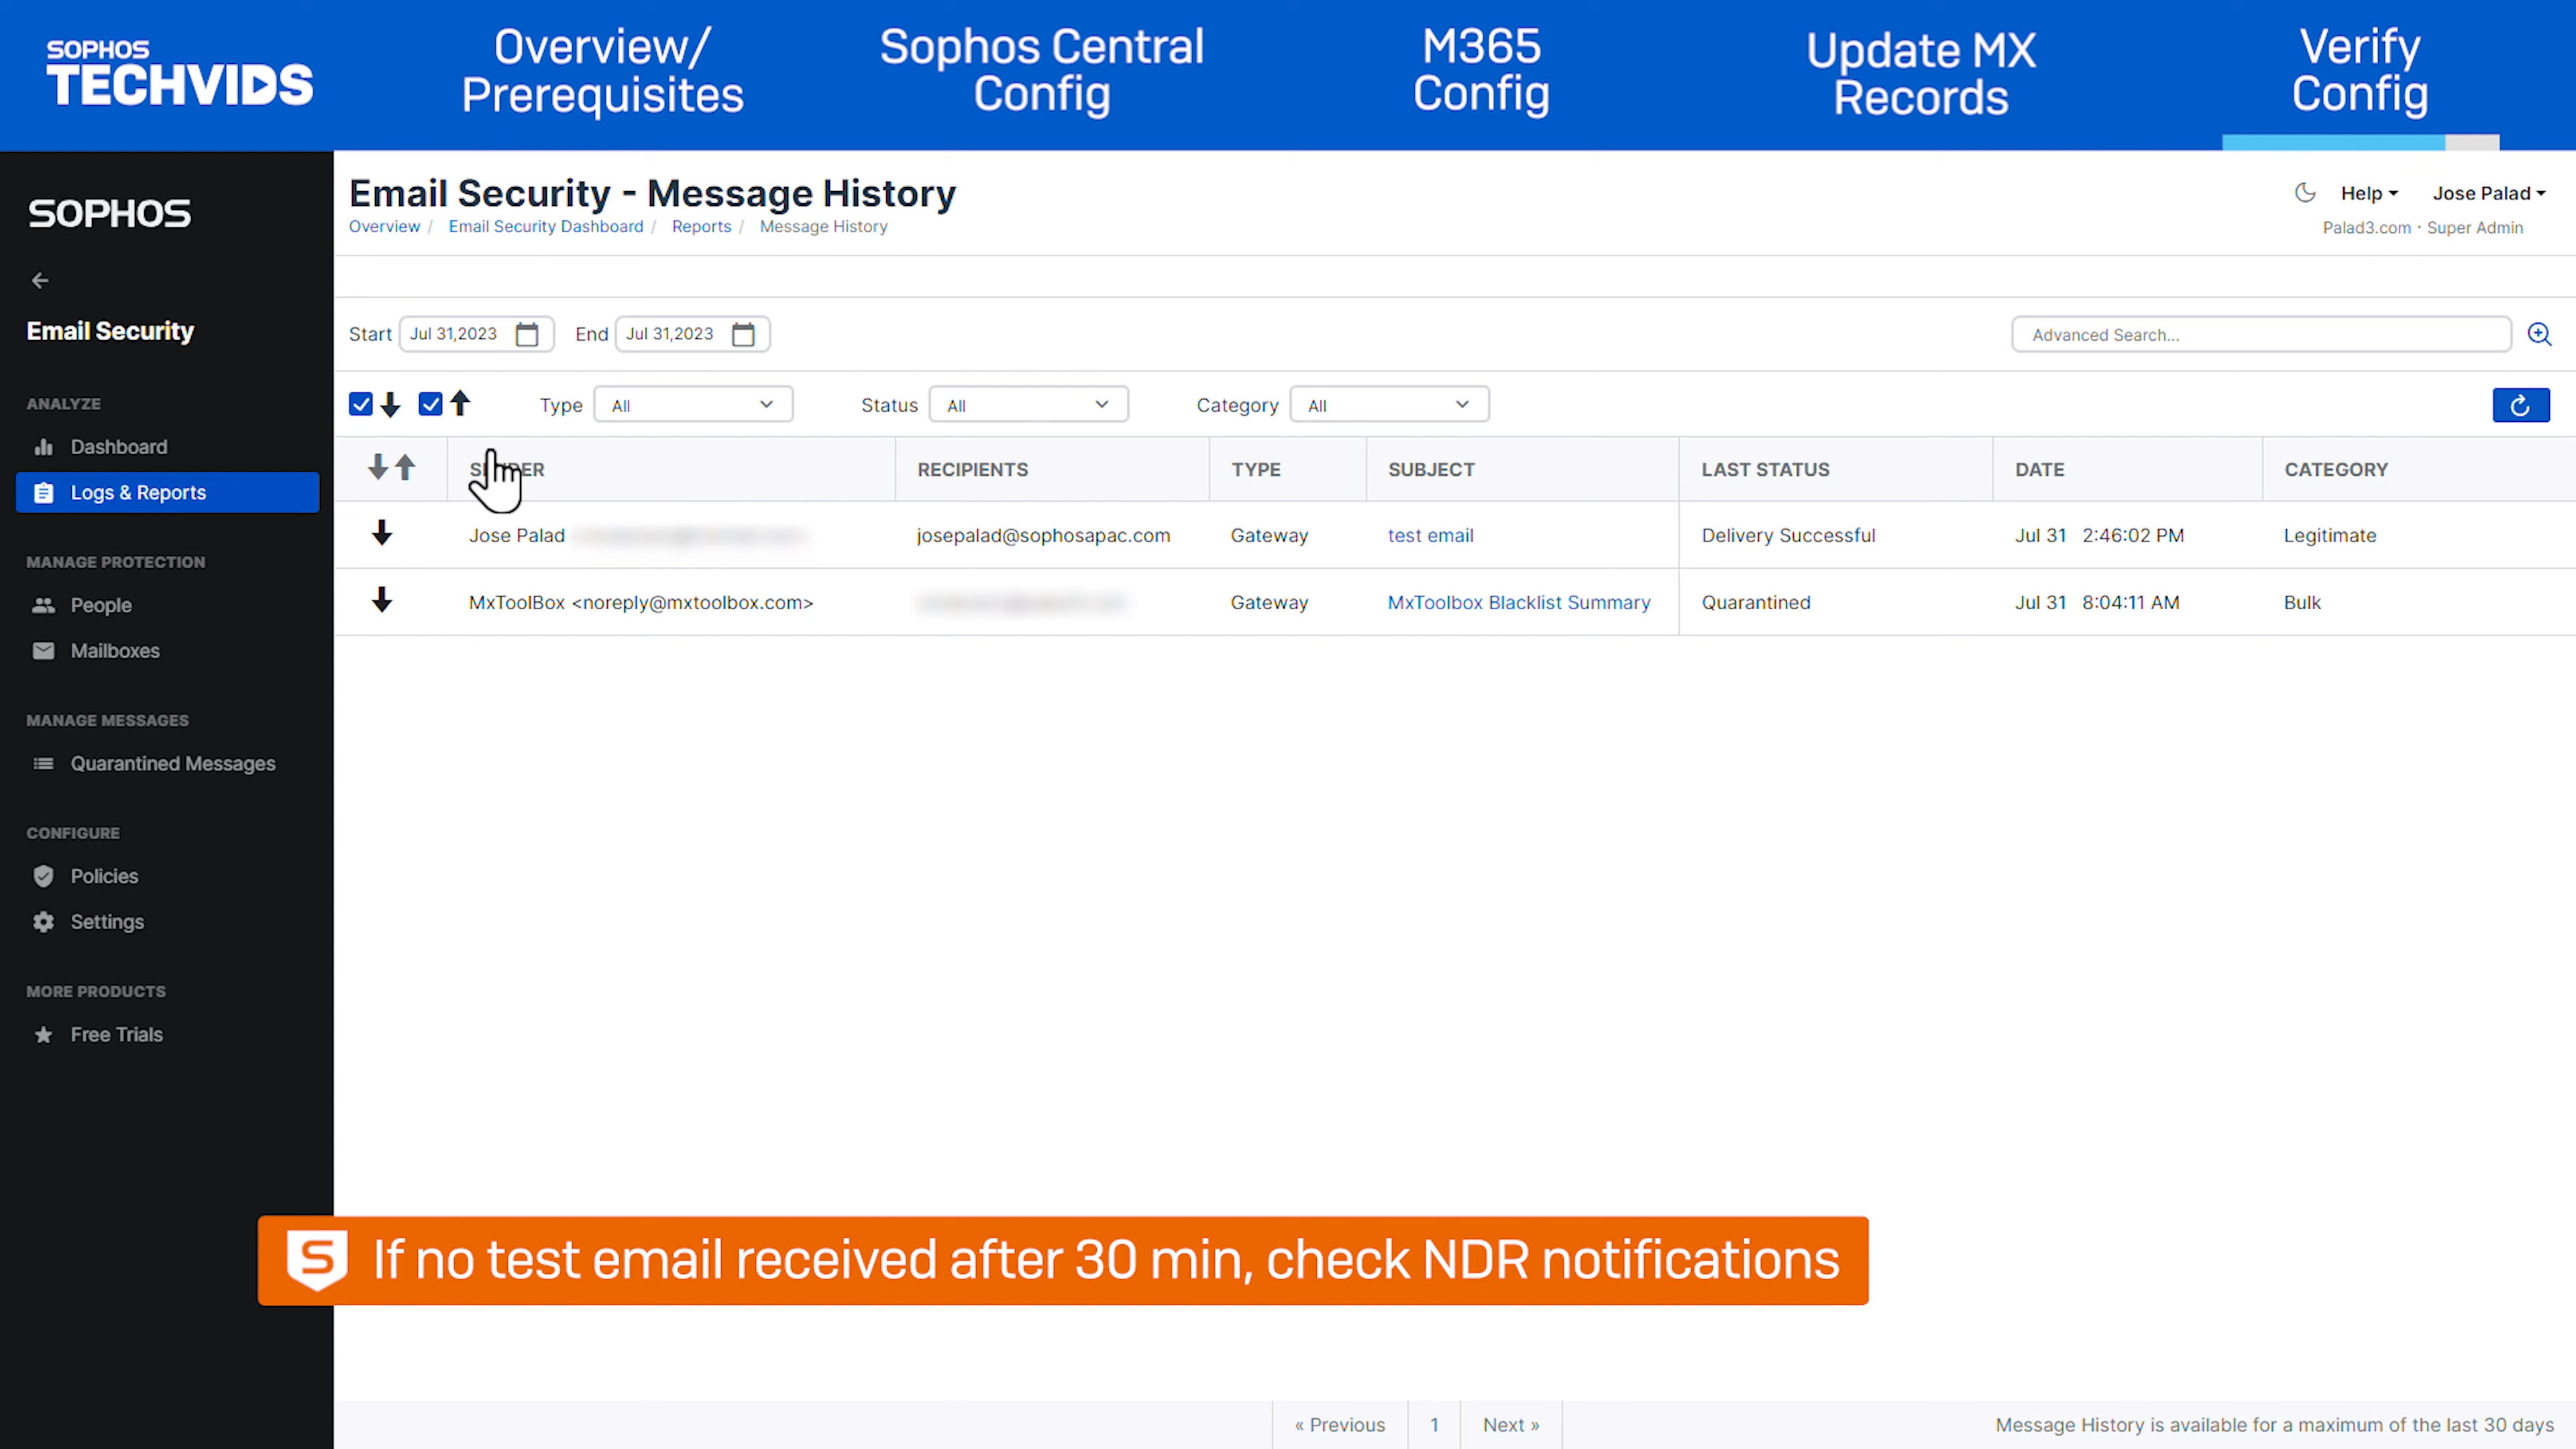 SOPHOS
TECHVIDS
Overview/
Prerequisites
Sophos Central
Config
M365
Config
Update MX
Records
Verify
Config
SOPHOS
Email Security
ANALYZE
Dashboard
Logs & Reports
MANAGE PROTECTION
People
Mailboxes
MANAGE MESSAGES
Quarantined Messages
CONFIGURE
Policies
Settings
MORE PRODUCTS
Free Trials
Email Security - Message History
Overview / Email Security Dashboard / Reports / Message History
Help Jose Palad
Palad3.com · Super Admin
Start Jul 31,2023 End Jul 31,2023 Advanced Search...
Type All Status All Category All
RECIPIENTS TYPE SUBJECT LAST STATUS DATE CATEGORY
Jose Palad josepalad@sophosapac.com Gateway test email Delivery Successful Jul 31 2:46:02 PM Legitimate
MxToolBox <noreply@mxtoolbox.com> Gateway MxToolbox Blacklist Summary Quarantined Jul 31 8:04:11 AM Bulk
S If no test email received after 30 min, check NDR notifications
« Previous 1 Next » Message History is available for a maximum of the last 30 days